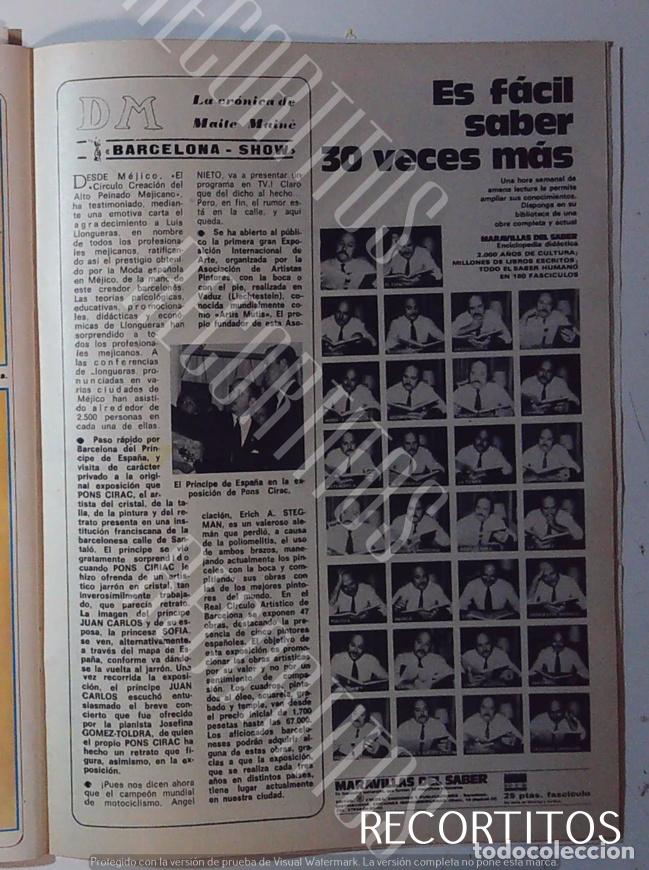 DM
La crónica de
Maite Mainé
«BARCELONA - SHOW»
DESDE Méjico, «El
«Círculo Creación del
Alto Peinado Mejicano»,
ha testimoniado, median-
te una emotiva carta de
agradecimiento a Luis
Llongueras, en nombre
de todos los profesiona-
les mejicanos, ratifican-
do así el prestigio obteni-
do por la Moda española
en Méjico, de la mano de
este creador barcelonés.
Las teorías psicológicas,
educativas, promociona-
les, didácticas y econó-
micas de Llongueras han
sorprendido a to-
dos los profesiona-
les mejicanos. A
las conferencias
de Llongueras, pro-
nunciadas en va-
rias ciudades de
Méjico han asisti-
do alrededor de
2.500 personas en
cada una de ellas.
● Paso rápido por
Barcelona del Prín-
cipe de España, y
visita de carácter
privado a la origi-
nal exposición que
PONS CIRAC, el ar-
tista del cristal, de la ta-
lla, de la pintura y del re-
trato presenta en una ins-
titución franciscana de la
barcelonesa calle de San-
taló. El príncipe se vió
gratamente sorprendido
cuando PONS CIRAC le
hizo ofrenda de un artís-
tico jarrón en cristal, tan
inverosímilmente trabaja-
do, que parecía retrato.
La imagen del príncipe
JUAN CARLOS y de su es-
posa, la princesa SOFIA,
se ven, alternativamente,
a través del mapa de Es-
paña, conforme va dándo-
se la vuelta al jarrón. Una
vez recorrida la exposi-
ción, el príncipe JUAN
CARLOS escuchó entu-
siasmado el breve con-
cierto que fue ofrecido
por la pianista Josefina
GOMEZ-TOLDRA, de quien
el propio PONS CIRAC ha
hecho un retrato que fi-
gura, asimismo, en la ex-
posición.
● ¡Pues nos dicen ahora
que el campeón mundial
de motociclismo, Angel
NIETO, va a presentar un
programa en TV.! Claro
que del dicho al hecho...
Pero, en fin, el rumor es-
tá en la calle, y aquí
queda.
● Se ha abierto al públi-
co la primera gran Expo-
sición Internacional de
Arte, organizada por la
Asociación de Artistas
Pintores, con la boca o
con el pie, realizada en
Vaduz (Liechtestein), co-
nocida mundialmente co-
mo «Artis Mutis». El pro-
pio fundador de esta Aso-
El Príncipe de España en la ex-
posición de Pons Cirac.
ciación, Erich A. STEG-
MAN, es un valeroso ale-
mán que perdió, a causa
de la poliomelitis, el uso
de ambos brazos, mane-
jando actualmente los pin-
celes con la boca y com-
pitiendo sus obras con
las de los mejores pinto-
res del mundo. En el
Real Círculo Artístico de
Barcelona, se exponen 47
obras, destacando la pre-
sencia de cinco pintores
españoles. El objetivo de
esta exposición es promo-
cionar las obras artísticas
por su valor y no por un
sentimiento de compa-
sión. Los cuadros, pinta-
dos al óleo, acuarela, gra-
bado y temple, van desde
el precio inicial de 1.700
pesetas hasta las 67.000.
Los aficionados barcelo-
neses podrán adquirir al-
guna de estas obras, gra-
cias a que la exposición,
que se realiza cada tres
años en distintos países,
tiene lugar actualmente
en nuestra ciudad.
Es fácil
saber
30 veces más
Una hora semanal de
amena lectura le permite
ampliar sus conocimientos.
Disponga en su
biblioteca de una
obra completa y actual
MARAVILLAS DEL SABER
Enciclopedia didáctica
2.000 AÑOS DE CULTURA;
MILLONES DE LIBROS ESCRITOS;
TODO EL SABER HUMANO
EN 180 FASCICULOS
MARAVILLAS DEL SABER
25 ptas. fascículo
RECORTITOS
RECORTITOS
RECORTITOS
RECORTITOS
RECORTITOS
todocoleccion
Protegido con la versión de prueba de Visual Watermark. La versión completa no pone esta marca.